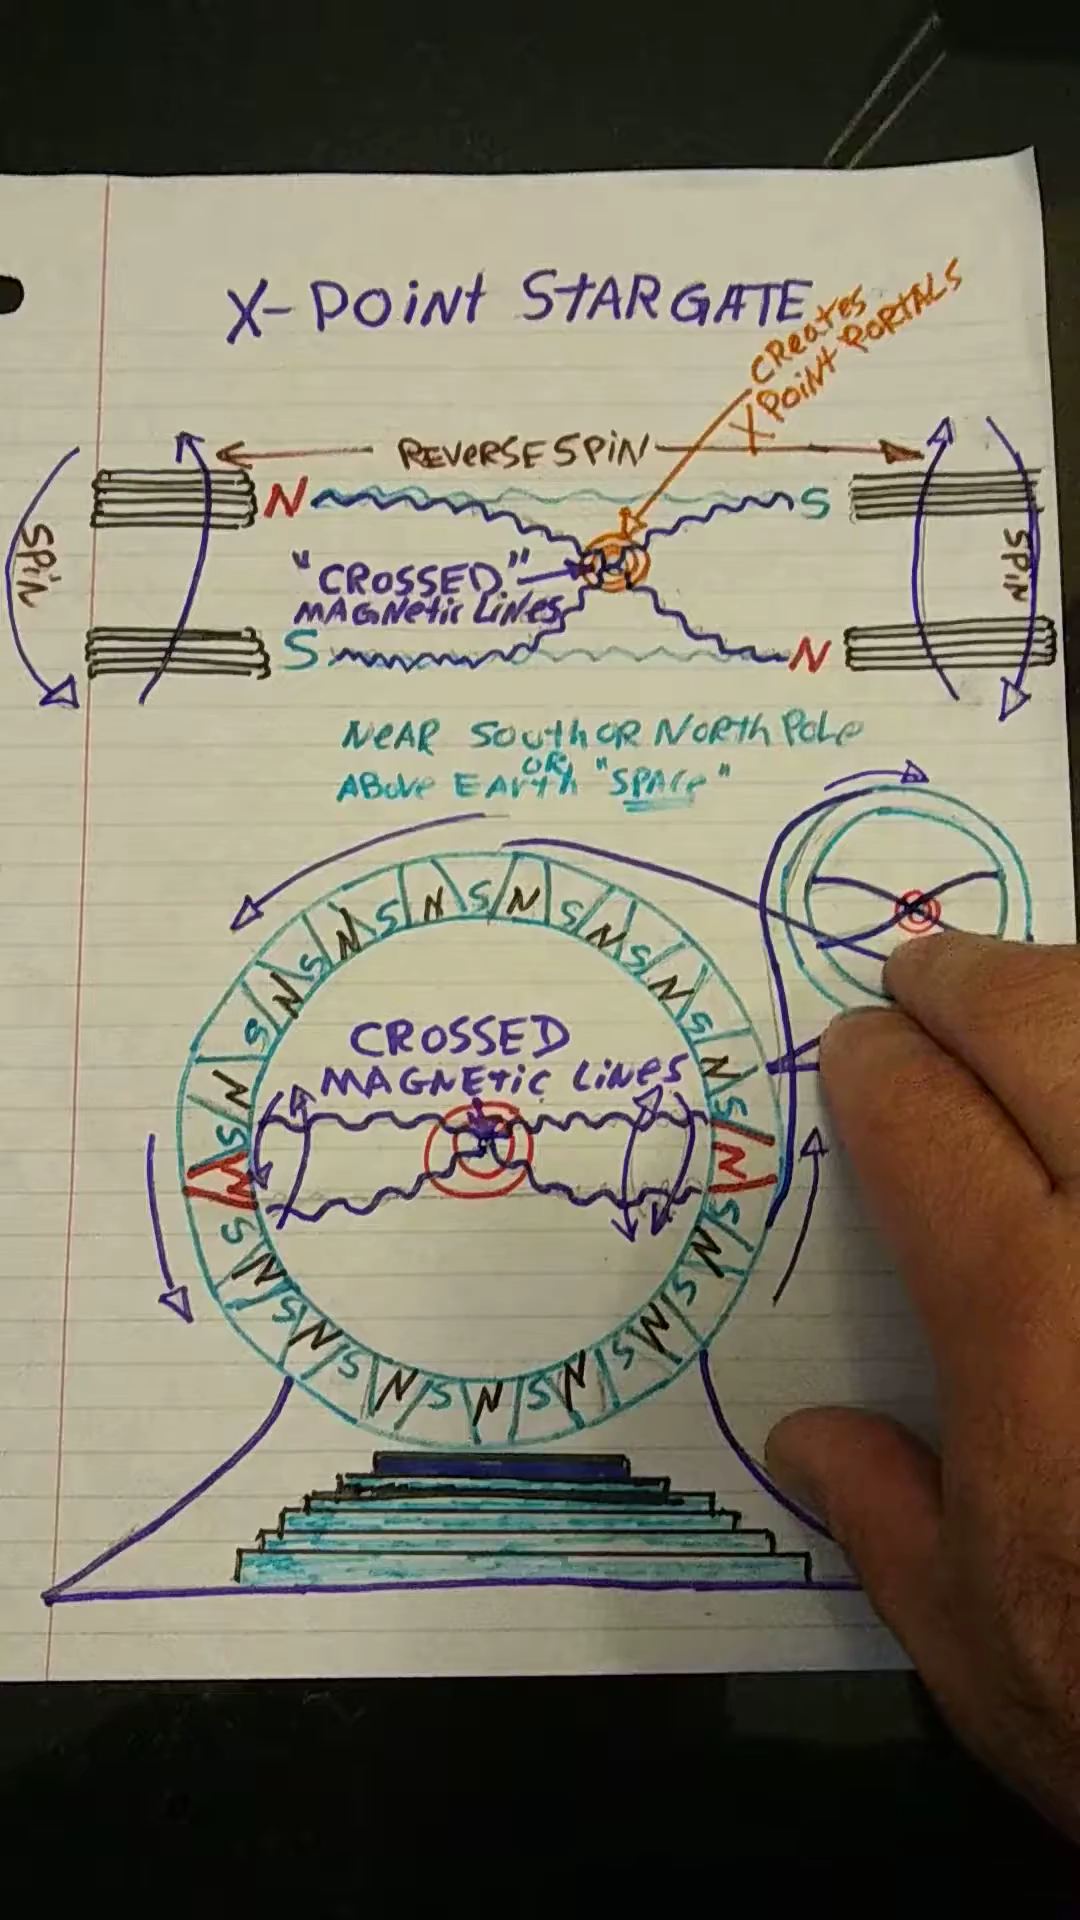 X-POINT STARGATE
CREATES
X POINT PORTALS
REVERSE SPIN
N S
SPIN
SPIN
"CROSSED"
MAGNETIC LINES
S N
NEAR SOUTH OR NORTH POLE
OR
ABOVE EARTH "SPACE"
S N S N S N S N S N S N S N S N S N S N S N S N S N S N S N S N
CROSSED
MAGNETIC LINES